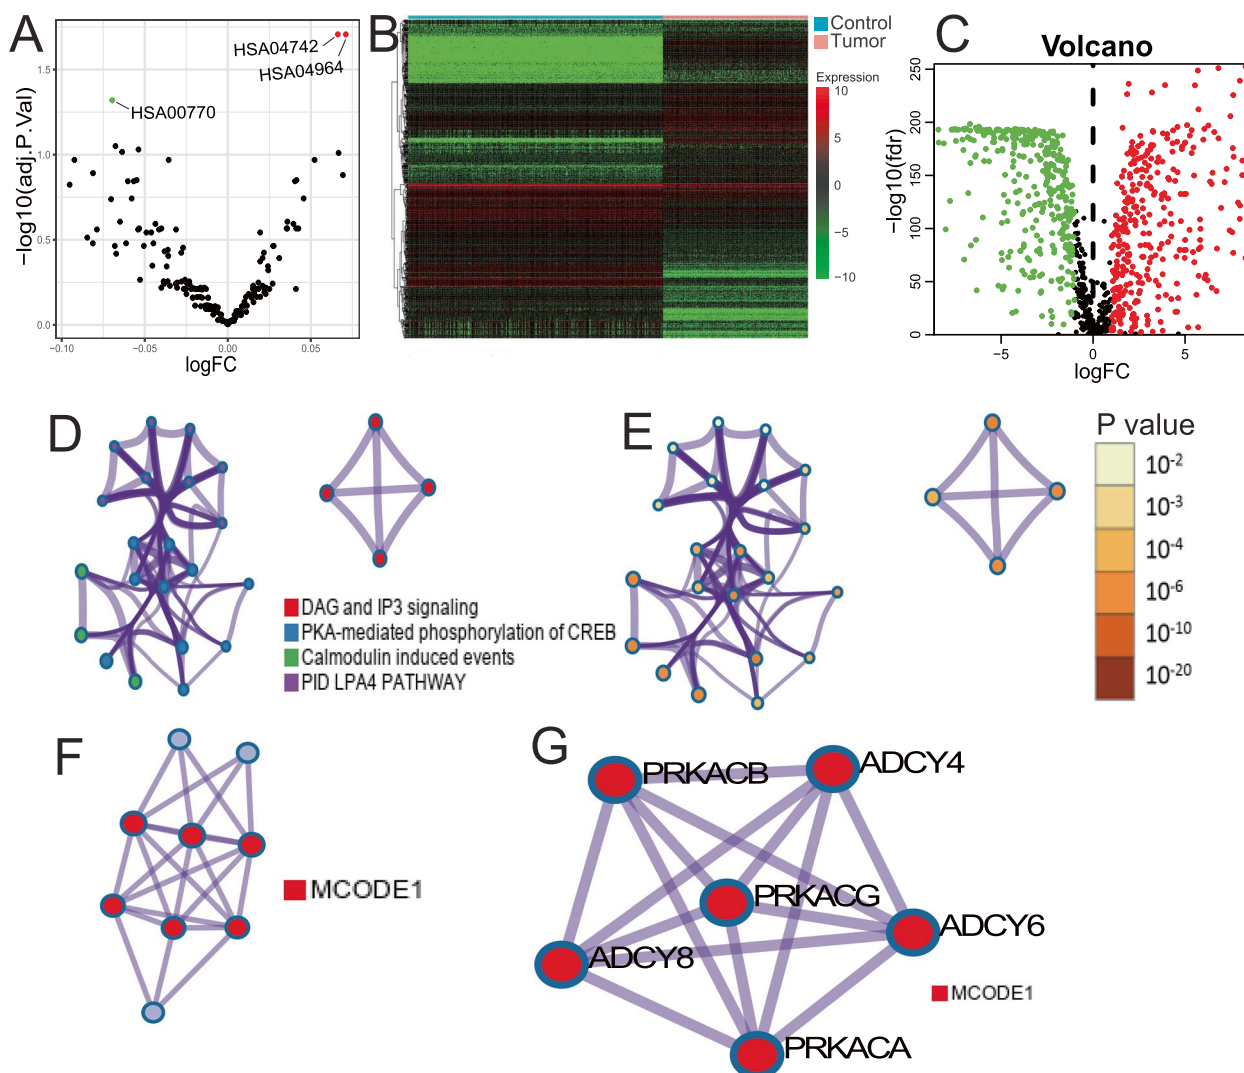 A
−log10(adj.P.Val)
1.5
1.0
0.5
0.0
−0.10
−0.05
0.00
0.05
logFC
HSA04742
HSA04964
HSA00770
B
Control
Tumor
Expression
10
5
0
−5
−10
C
Volcano
−log10(fdr)
250
200
150
100
50
0
−5
0
5
logFC
D
DAG and IP3 signaling
PKA-mediated phosphorylation of CREB
Calmodulin induced events
PID LPA4 PATHWAY
E
P value
10-2
10-3
10-4
10-6
10-10
10-20
F
MCODE1
G
PRKACB
ADCY4
PRKACG
ADCY6
ADCY8
MCODE1
PRKACA